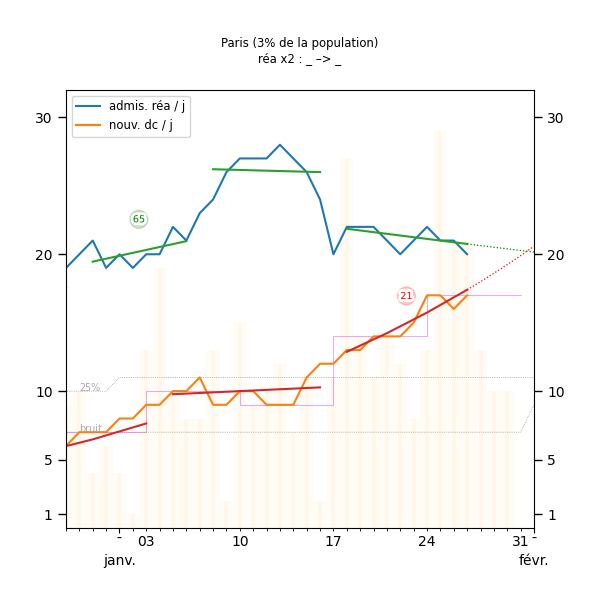 Paris (3% de la population)
réa x2 : _ –> _
admis. réa / j
nouv. dc / j
30
30
65
20
20
21
25%
10
10
bruit
5
5
1
1
03
10
17
24
31
janv.
févr.